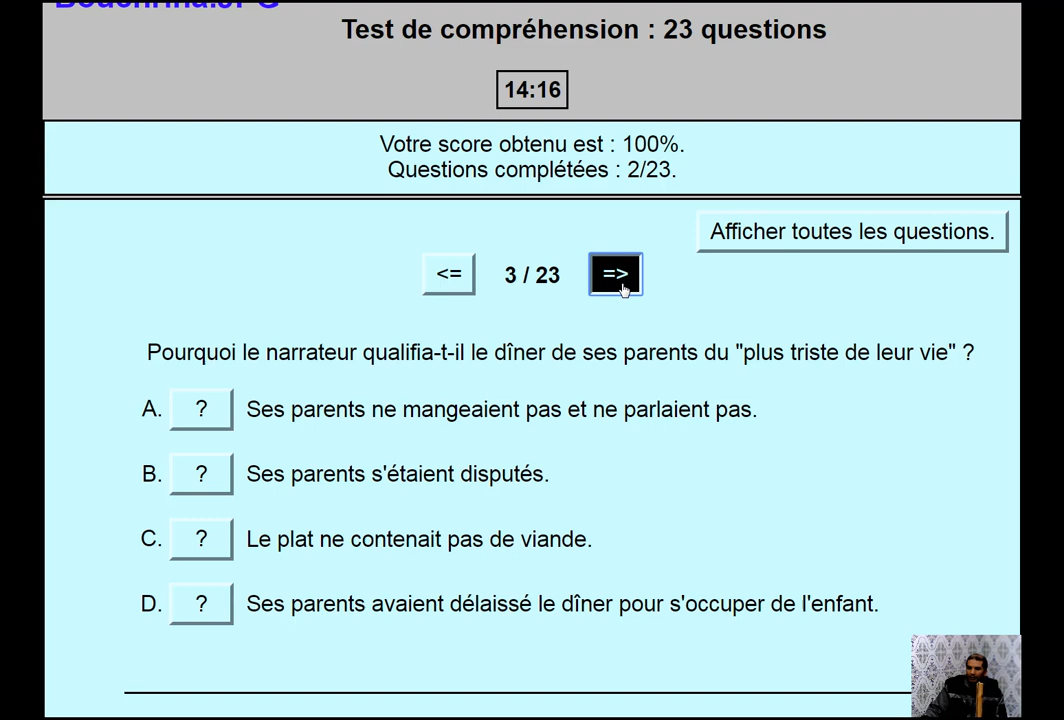 Test de compréhension : 23 questions
14:16
Votre score obtenu est : 100%.
Questions complétées : 2/23.
Afficher toutes les questions.
<= 3 / 23 =>
Pourquoi le narrateur qualifia-t-il le dîner de ses parents du "plus triste de leur vie" ?
A. ? Ses parents ne mangeaient pas et ne parlaient pas.
B. ? Ses parents s'étaient disputés.
C. ? Le plat ne contenait pas de viande.
D. ? Ses parents avaient délaissé le dîner pour s'occuper de l'enfant.